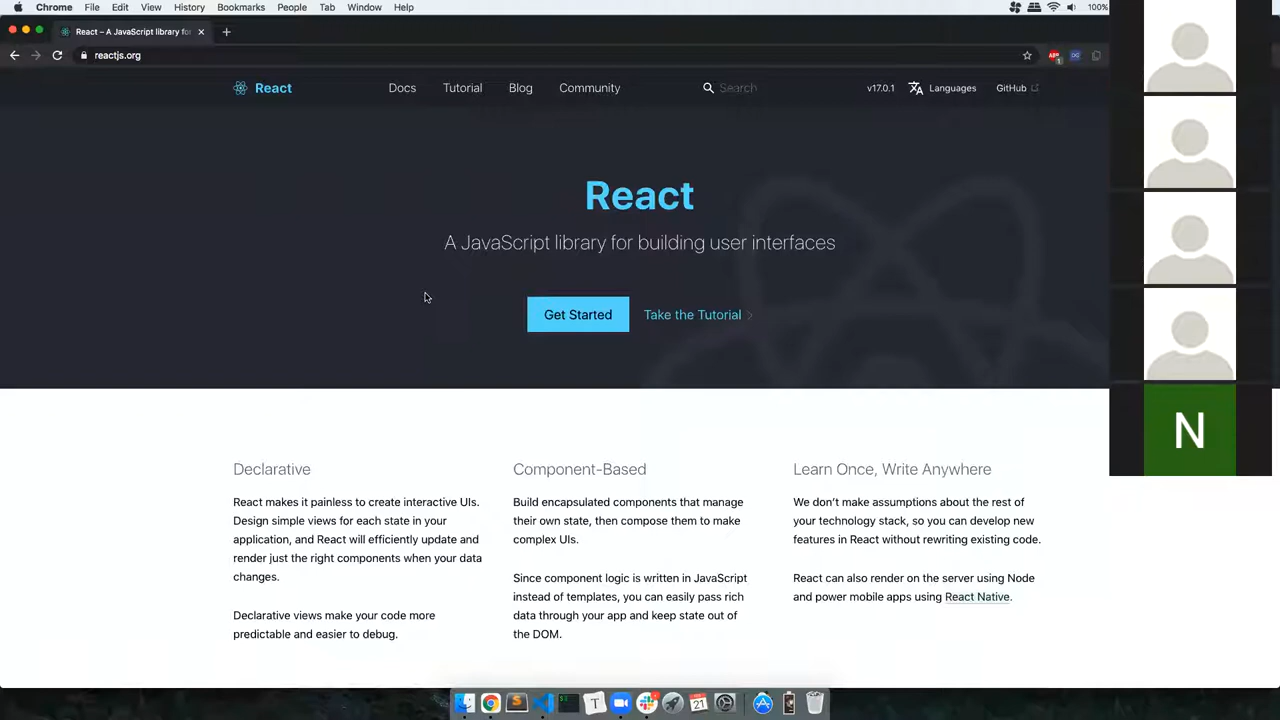 Chrome File Edit View History Bookmarks People Tab Window Help 100%
React – A JavaScript library for
reactjs.org
ABP 1
React Docs Tutorial Blog Community Search v17.0.1 Languages GitHub
React
A JavaScript library for building user interfaces
Get Started Take the Tutorial
N
Declarative
React makes it painless to create interactive UIs.
Design simple views for each state in your
application, and React will efficiently update and
render just the right components when your data
changes.
Declarative views make your code more
predictable and easier to debug.
Component-Based
Build encapsulated components that manage
their own state, then compose them to make
complex UIs.
Since component logic is written in JavaScript
instead of templates, you can easily pass rich
data through your app and keep state out of
the DOM.
Learn Once, Write Anywhere
We don’t make assumptions about the rest of
your technology stack, so you can develop new
features in React without rewriting existing code.
React can also render on the server using Node
and power mobile apps using React Native.
S T 21